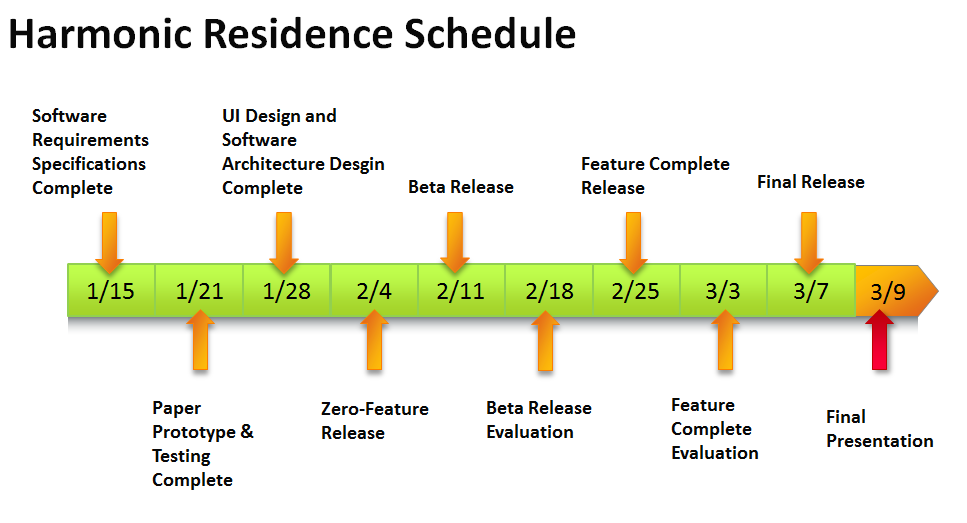 Harmonic Residence Schedule
Software
Requirements
Specifications
Complete
UI Design and
Software
Architecture Desgin
Complete
Beta Release
Feature Complete
Release
Final Release
1/15
1/21
1/28
2/4
2/11
2/18
2/25
3/3
3/7
3/9
Paper
Prototype &
Testing
Complete
Zero-Feature
Release
Beta Release
Evaluation
Feature
Complete
Evaluation
Final
Presentation